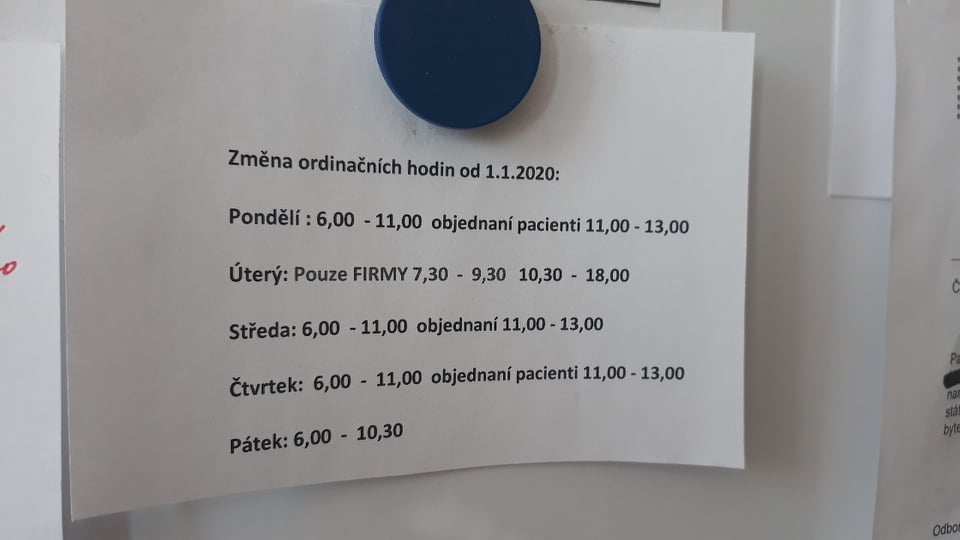 Změna ordinačních hodin od 1.1.2020:
Pondělí : 6,00 - 11,00 objednaní pacienti 11,00 - 13,00
Úterý: Pouze FIRMY 7,30 - 9,30 10,30 - 18,00
Středa: 6,00 - 11,00 objednaní 11,00 - 13,00
Čtvrtek: 6,00 - 11,00 objednaní pacienti 11,00 - 13,00
Pátek: 6,00 - 10,30